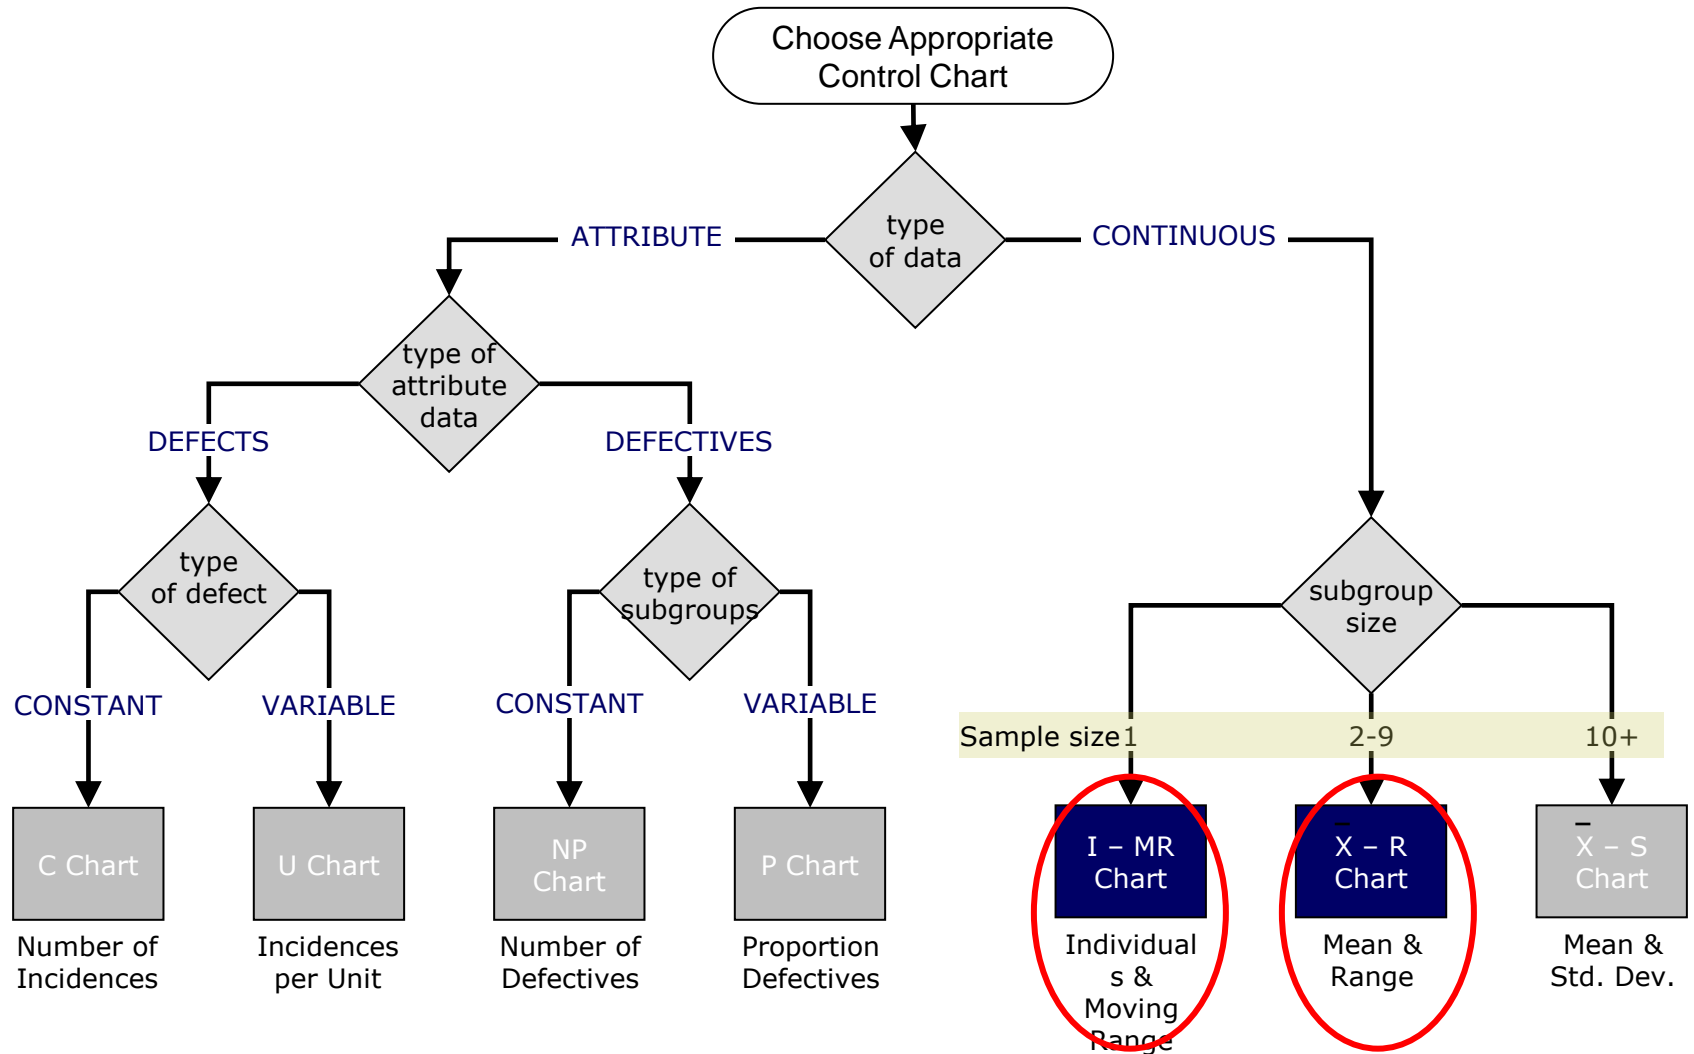 Choose Appropriate
Control Chart
type
of data
ATTRIBUTE
CONTINUOUS
type of
attribute
data
DEFECTS
DEFECTIVES
type
of defect
type of
subgroups
subgroup
size
CONSTANT
VARIABLE
CONSTANT
VARIABLE
Sample size 1
2-9
10+
C Chart
U Chart
NP
Chart
P Chart
I – MR
Chart
X̅ – R
Chart
X̅ – S
Chart
Number of
Incidences
Incidences
per Unit
Number of
Defectives
Proportion
Defectives
Individual
s &
Moving
Range
Mean &
Range
Mean &
Std. Dev.